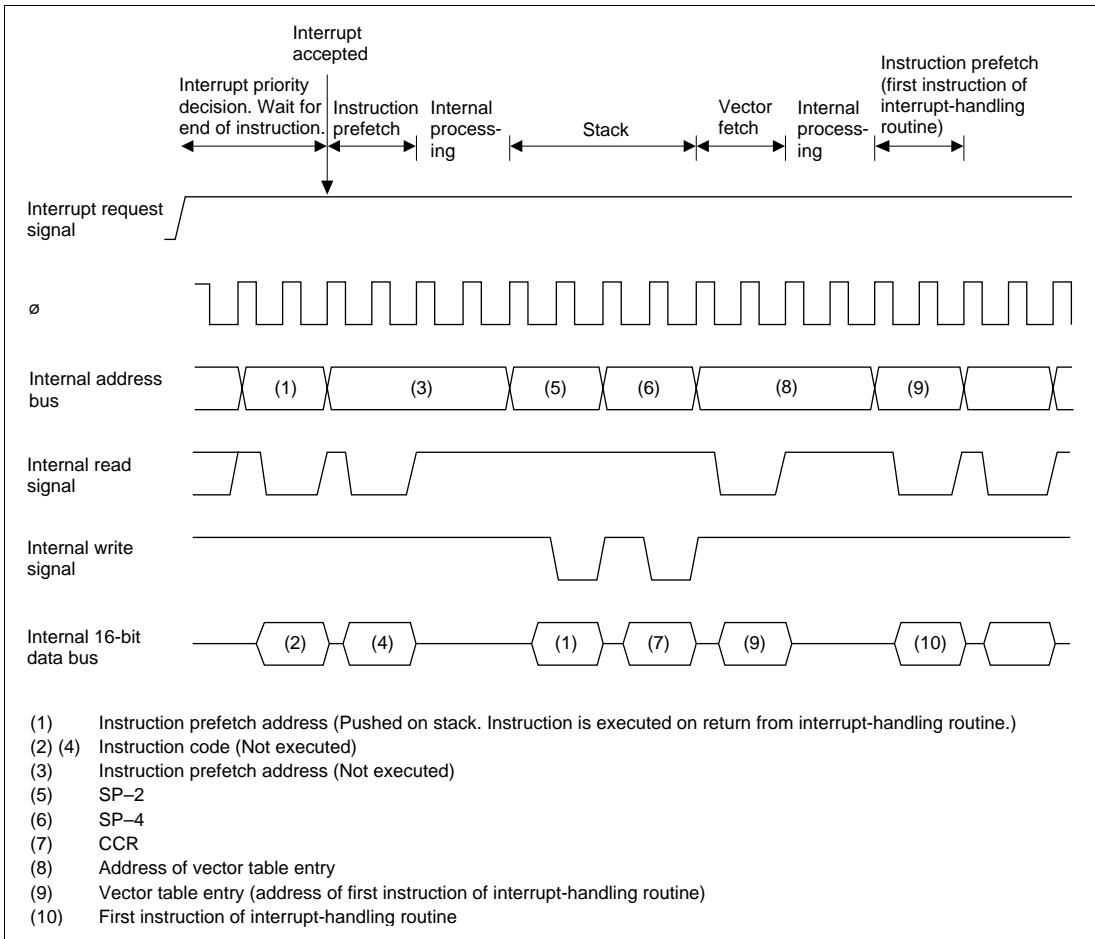 Interrupt
accepted
Interrupt priority
decision. Wait for
end of instruction.
Instruction
prefetch
Internal
process-
ing
Stack
Vector
fetch
Internal
process-
ing
Instruction prefetch
(first instruction of
interrupt-handling
routine)
Interrupt request
signal
ø
Internal address
bus
(1) (3) (5) (6) (8) (9)
Internal read
signal
Internal write
signal
Internal 16-bit
data bus
(2) (4) (1) (7) (9) (10)
(1) Instruction prefetch address (Pushed on stack. Instruction is executed on return from interrupt-handling routine.)
(2) (4) Instruction code (Not executed)
(3) Instruction prefetch address (Not executed)
(5) SP–2
(6) SP–4
(7) CCR
(8) Address of vector table entry
(9) Vector table entry (address of first instruction of interrupt-handling routine)
(10) First instruction of interrupt-handling routine